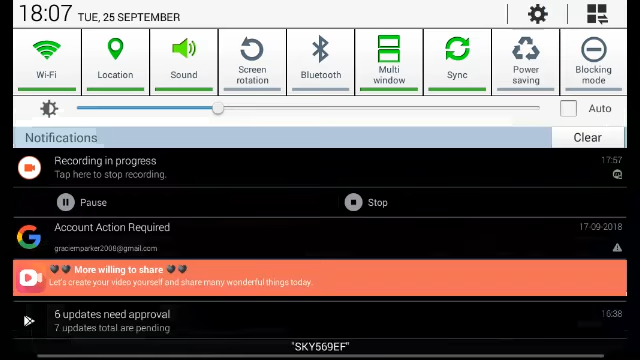 18:07 TUE, 25 SEPTEMBER
Wi-Fi
Location
Sound
Screen rotation
Bluetooth
Multi window
Sync
Power saving
Blocking mode
Auto
Notifications Clear
Recording in progress 17:57
Tap here to stop recording.
Pause Stop
Account Action Required 17-09-2018
graciemparker2008@gmail.com
More willing to share
Let's create your video yourself and share many wonderful things today.
6 updates need approval 16:38
7 updates total are pending
"SKY569EF"